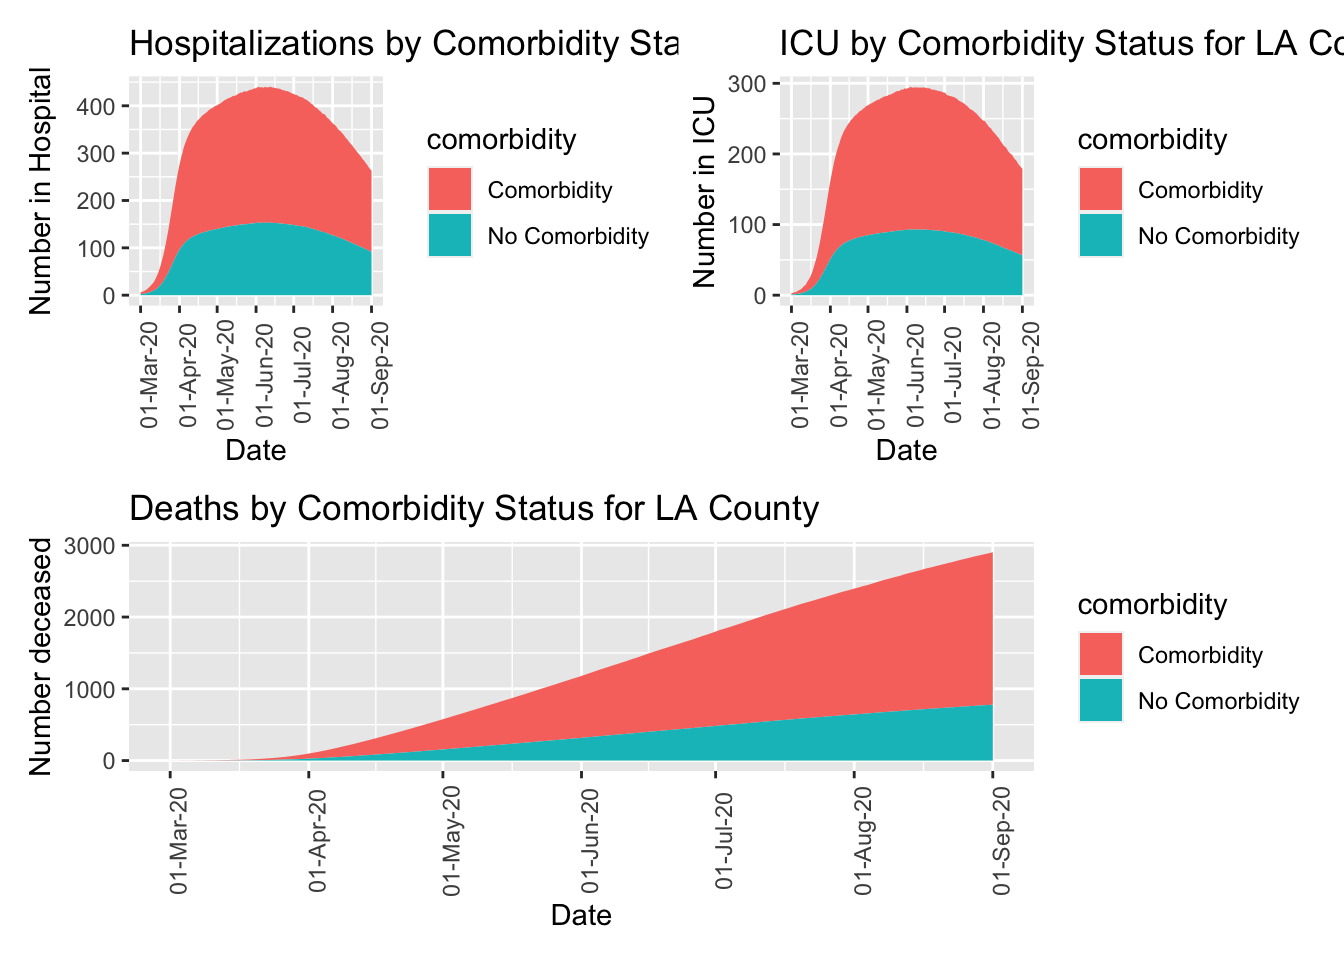 Hospitalizations by Comorbidity Sta
Number in Hospital
400
300
200
100
0
01-Mar-20
01-Apr-20
01-May-20
01-Jun-20
01-Jul-20
01-Aug-20
01-Sep-20
Date
comorbidity
Comorbidity
No Comorbidity
ICU by Comorbidity Status for LA Co
Number in ICU
300
200
100
0
01-Mar-20
01-Apr-20
01-May-20
01-Jun-20
01-Jul-20
01-Aug-20
01-Sep-20
Date
comorbidity
Comorbidity
No Comorbidity
Deaths by Comorbidity Status for LA County
Number deceased
3000
2000
1000
0
01-Mar-20
01-Apr-20
01-May-20
01-Jun-20
01-Jul-20
01-Aug-20
01-Sep-20
Date
comorbidity
Comorbidity
No Comorbidity